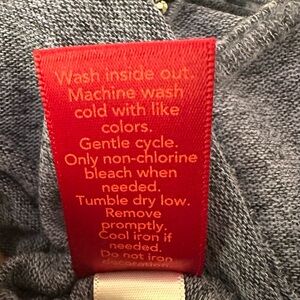 Wash inside out.
Machine wash
cold with like
colors.
Gentle cycle.
Only non-chlorine
bleach when
needed.
Tumble dry low.
Remove
promptly.
Cool iron if
needed.
Do not iron
decoration